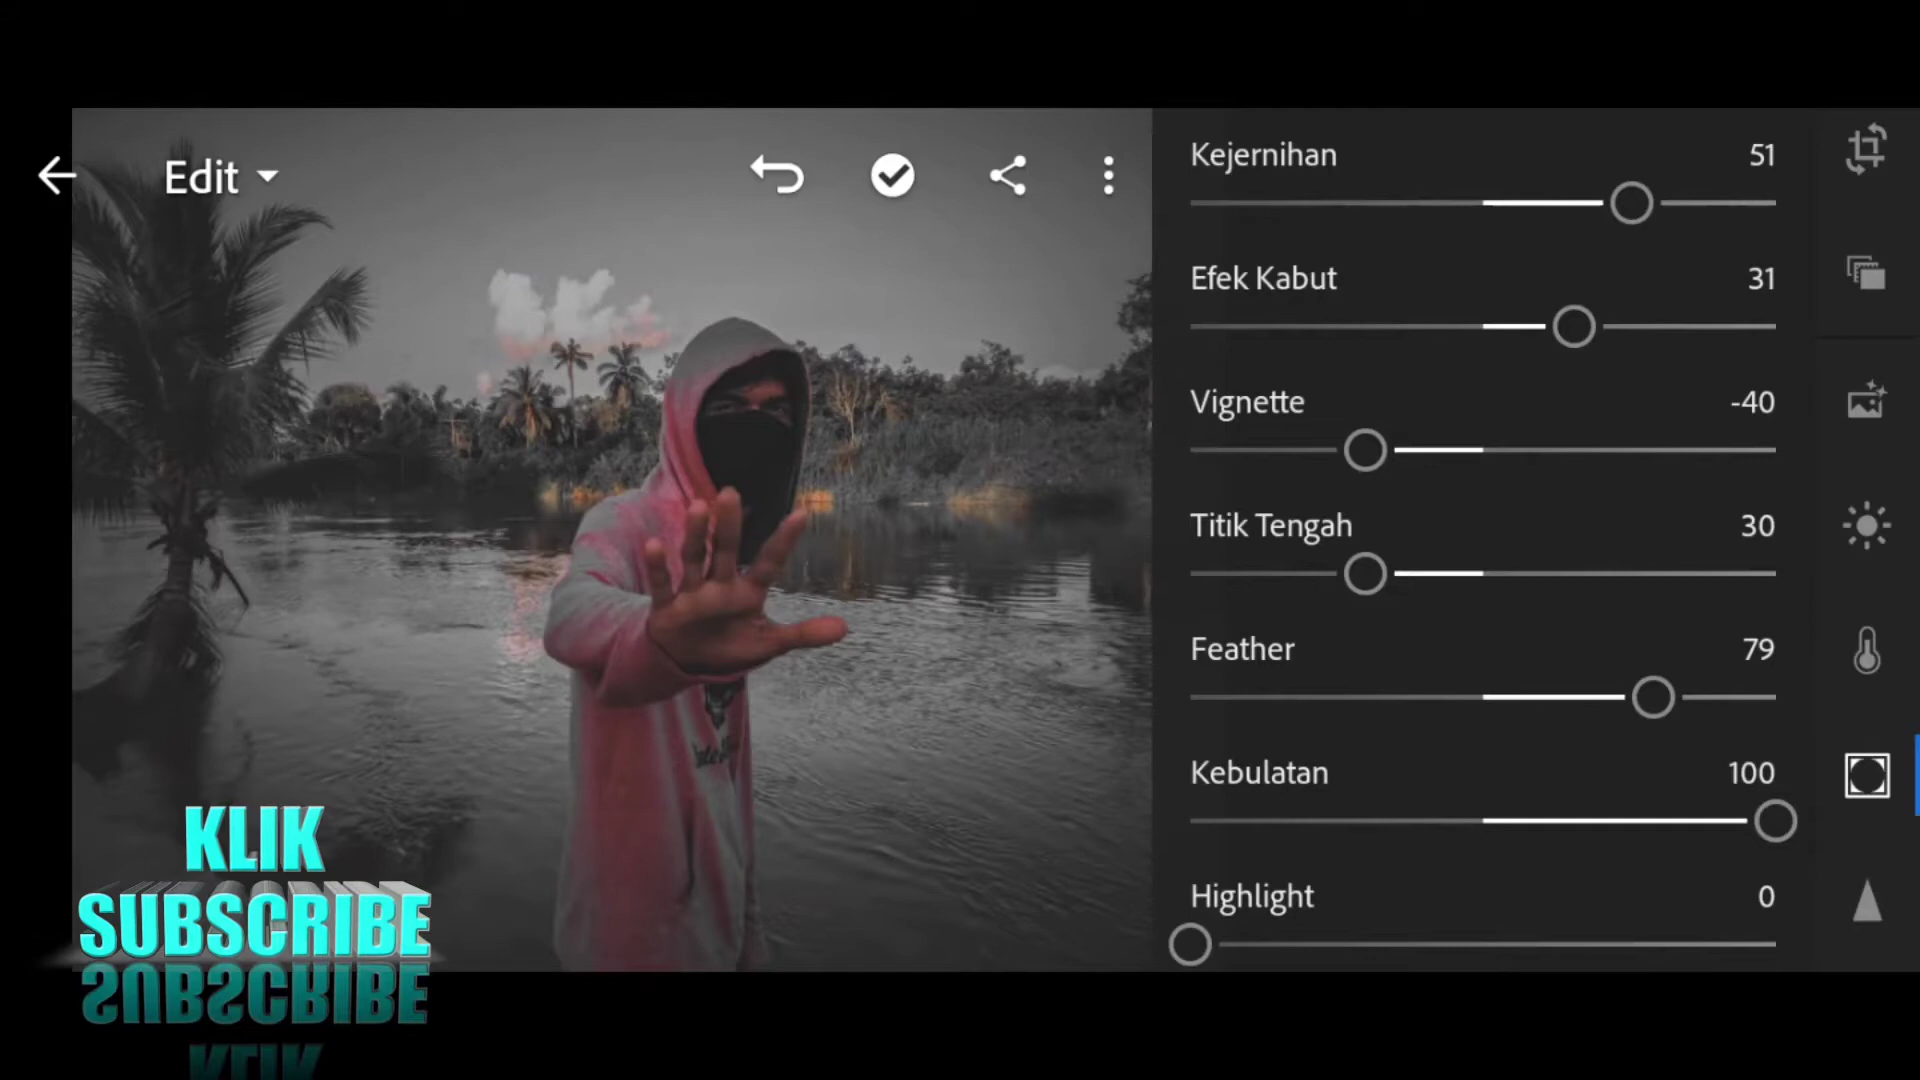 Edit
Kejernihan 51
Efek Kabut 31
Vignette -40
Titik Tengah 30
Feather 79
Kebulatan 100
Highlight 0
KLIK
SUBSCRIBE